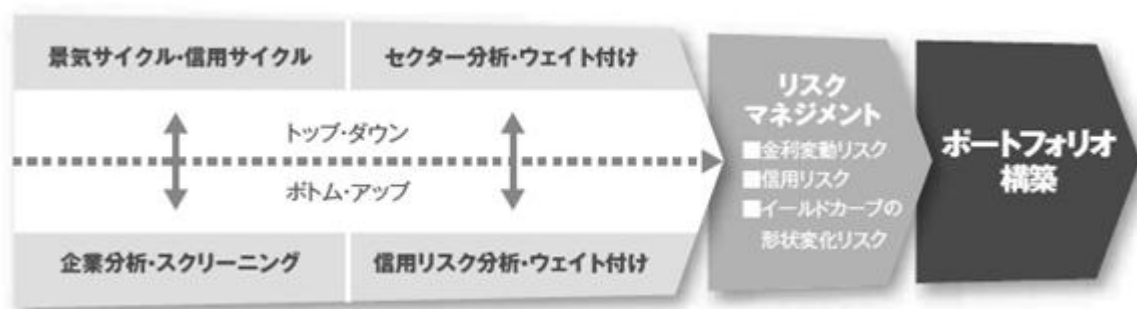 景気サイクル・信用サイクル
セクター分析・ウェイト付け
トップ・ダウン
ボトム・アップ
企業分析・スクリーニング
信用リスク分析・ウェイト付け
リスク
マネジメント
■金利変動リスク
■信用リスク
■イールドカーブの
形状変化リスク
ポートフォリオ
構築